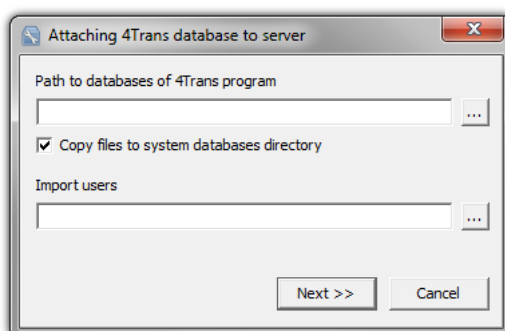 Attaching 4Trans database to server
Path to databases of 4Trans program
...
Copy files to system databases directory
Import users
...
Next >> Cancel